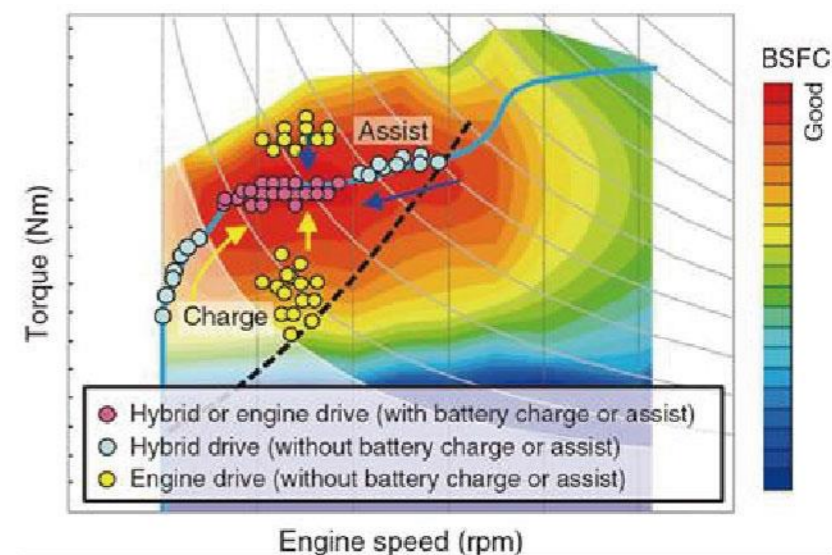 BSFC
Good
Assist
Torque (Nm)
Charge
Hybrid or engine drive (with battery charge or assist)
Hybrid drive (without battery charge or assist)
Engine drive (without battery charge or assist)
Engine speed (rpm)